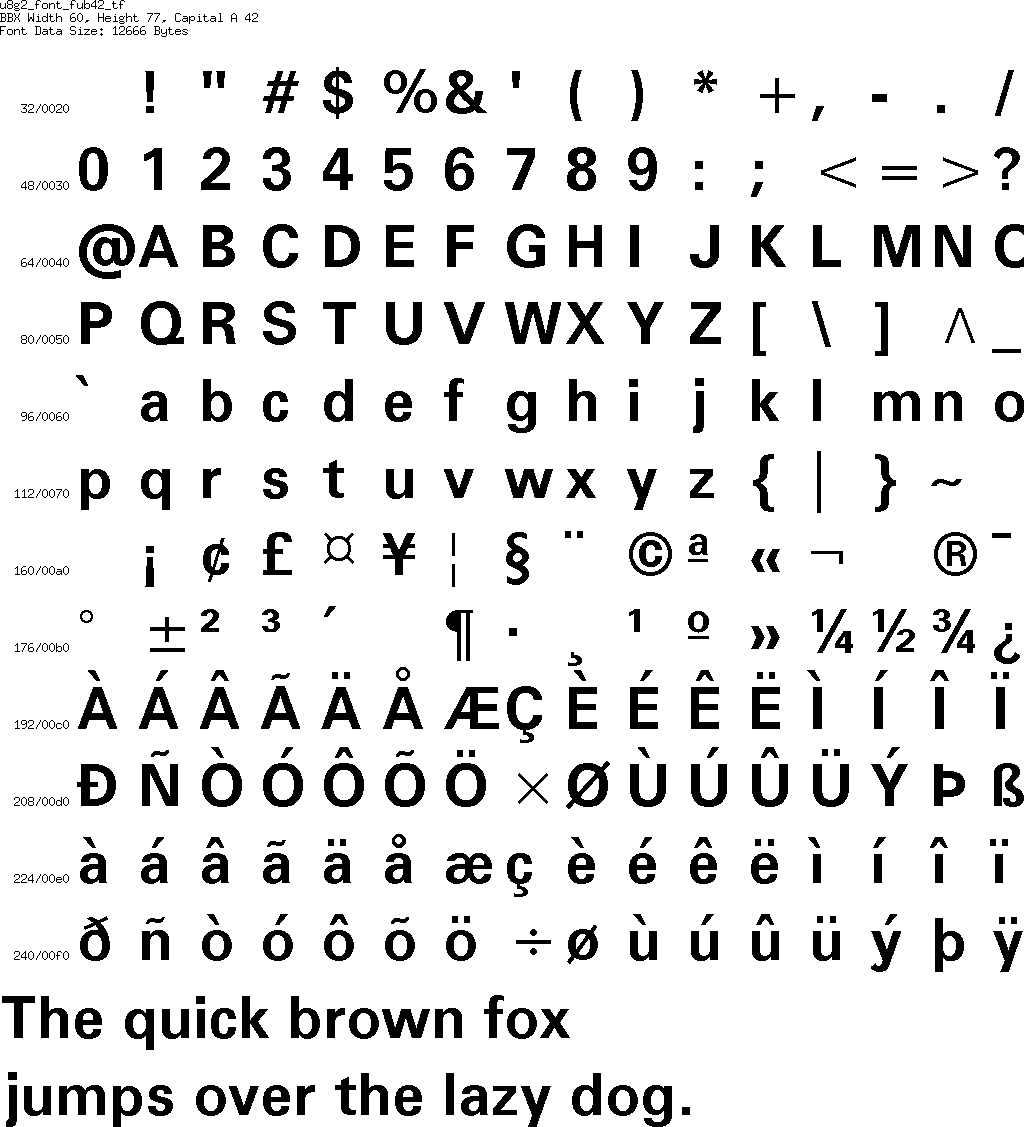 u8g2_font_fub42_tf
BBX Width 60, Height 77, Capital A 42
Font Data Size: 12666 Bytes
32/0020 ! " # $ % & ' ( ) * + , - . /
48/0030 0 1 2 3 4 5 6 7 8 9 : ; < = > ?
64/0040 @ A B C D E F G H I J K L M N O
80/0050 P Q R S T U V W X Y Z [ \ ] ^ _
96/0060 ` a b c d e f g h i j k l m n o
112/0070 p q r s t u v w x y z { | } ~
160/00a0 ¡ ¢ £ ¤ ¥ ¦ § ¨ © ª « ¬ ® ¯
176/00b0 ° ± ² ³ ´ ¶ · ¸ ¹ º » ¼ ½ ¾ ¿
192/00c0 À Á Â Ã Ä Å Æ Ç È É Ê Ë Ì Í Î Ï
208/00d0 Ð Ñ Ò Ó Ô Õ Ö × Ø Ù Ú Û Ü Ý Þ ß
224/00e0 à á â ã ä å æ ç è é ê ë ì í î ï
240/00f0 ð ñ ò ó ô õ ö ÷ ø ù ú û ü ý þ ÿ
The quick brown fox
jumps over the lazy dog.